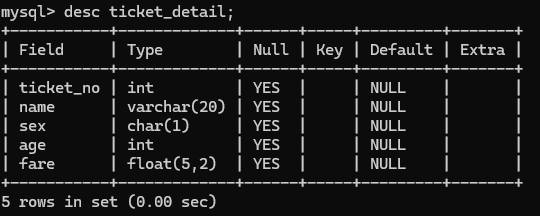 mysql> desc ticket_detail;
+-----------+-------------+------+-----+---------+-------+
| Field     | Type        | Null | Key | Default | Extra |
+-----------+-------------+------+-----+---------+-------+
| ticket_no | int         | YES  |     | NULL    |       |
| name      | varchar(20) | YES  |     | NULL    |       |
| sex       | char(1)     | YES  |     | NULL    |       |
| age       | int         | YES  |     | NULL    |       |
| fare      | float(5,2)  | YES  |     | NULL    |       |
+-----------+-------------+------+-----+---------+-------+
5 rows in set (0.00 sec)